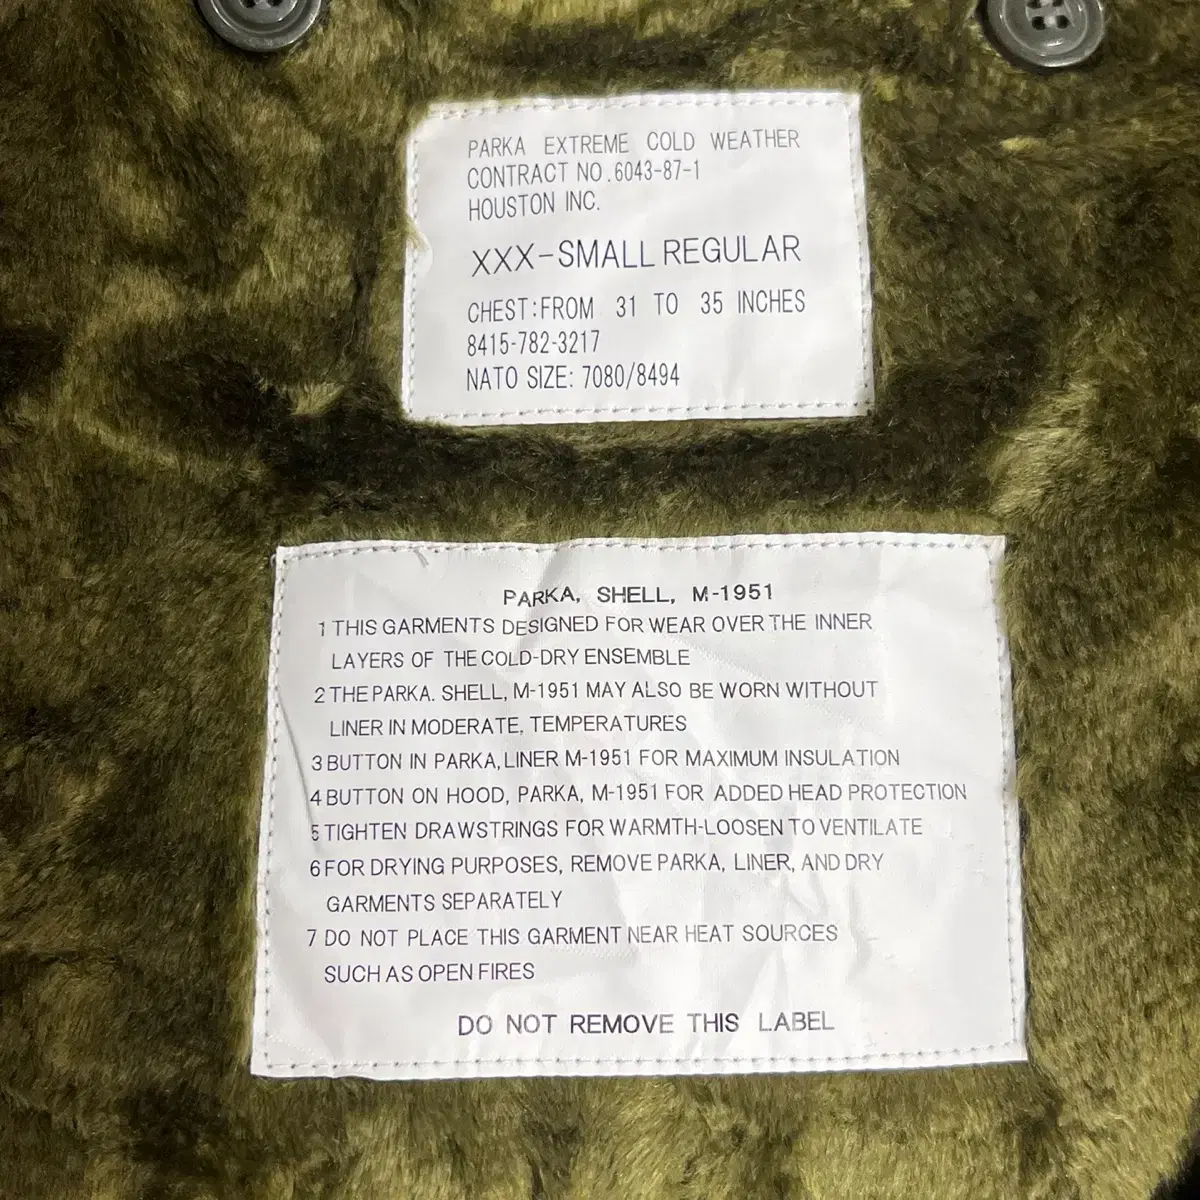 PARKA EXTREME COLD WEATHER
CONTRACT NO.6043-87-1
HOUSTON INC.
XXX-SMALL REGULAR
CHEST:FROM 31 TO 35 INCHES
8415-782-3217
NATO SIZE: 7080/8494
PARKA, SHELL, M-1951
1 THIS GARMENTS DESIGNED FOR WEAR OVER THE INNER
LAYERS OF THE COLD-DRY ENSEMBLE
2 THE PARKA. SHELL, M-1951 MAY ALSO BE WORN WITHOUT
LINER IN MODERATE, TEMPERATURES
3 BUTTON IN PARKA, LINER M-1951 FOR MAXIMUM INSULATION
4 BUTTON ON HOOD, PARKA, M-1951 FOR ADDED HEAD PROTECTION
5 TIGHTEN DRAWSTRINGS FOR WARMTH-LOOSEN TO VENTILATE
6 FOR DRYING PURPOSES, REMOVE PARKA, LINER, AND DRY
GARMENTS SEPARATELY
7 DO NOT PLACE THIS GARMENT NEAR HEAT SOURCES
SUCH AS OPEN FIRES
DO NOT REMOVE THIS LABEL